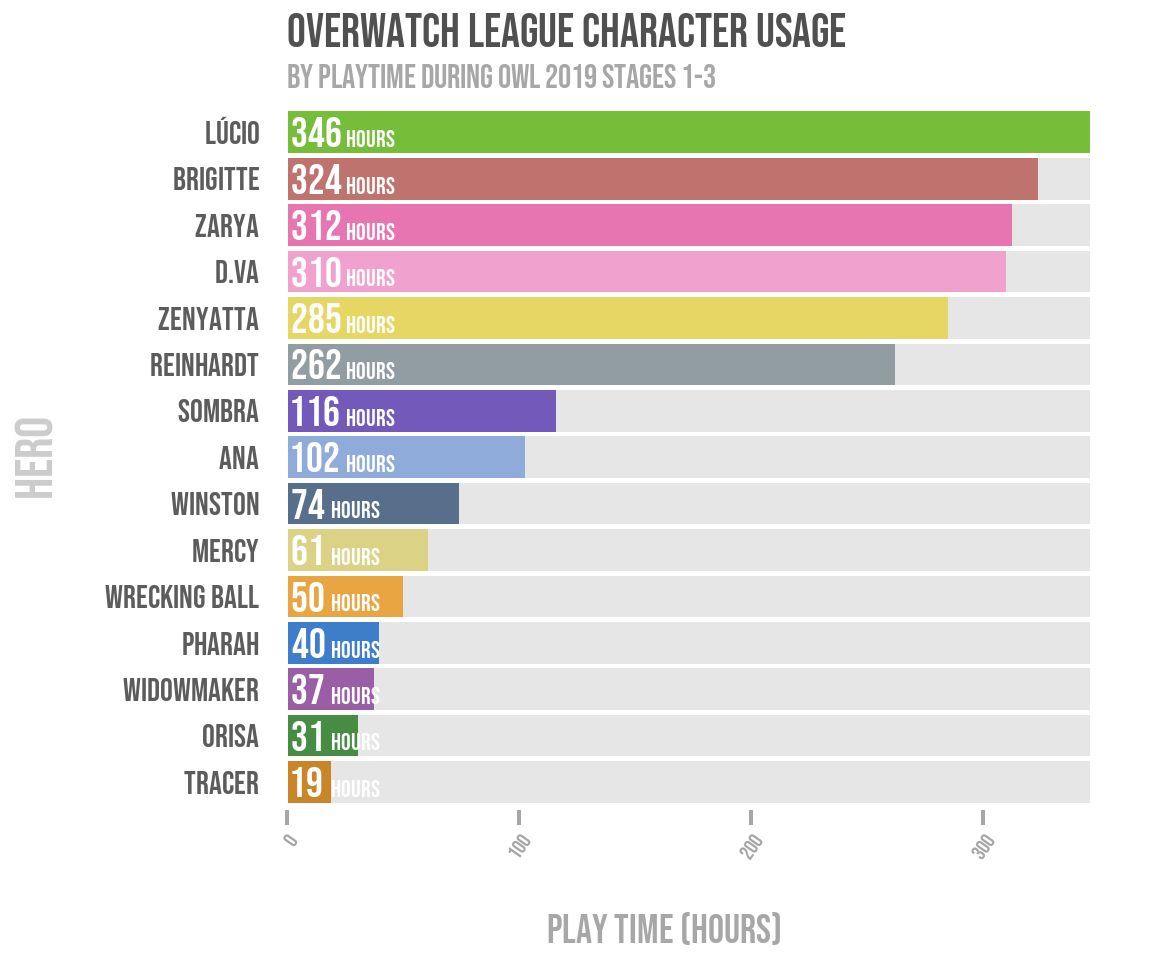 OVERWATCH LEAGUE CHARACTER USAGE
BY PLAYTIME DURING OWL 2019 STAGES 1-3
HERO
LÚCIO 346 HOURS
BRIGITTE 324 HOURS
ZARYA 312 HOURS
D.VA 310 HOURS
ZENYATTA 285 HOURS
REINHARDT 262 HOURS
SOMBRA 116 HOURS
ANA 102 HOURS
WINSTON 74 HOURS
MERCY 61 HOURS
WRECKING BALL 50 HOURS
PHARAH 40 HOURS
WIDOWMAKER 37 HOURS
ORISA 31 HOURS
TRACER 19 HOURS
0 100 200 300
PLAY TIME (HOURS)